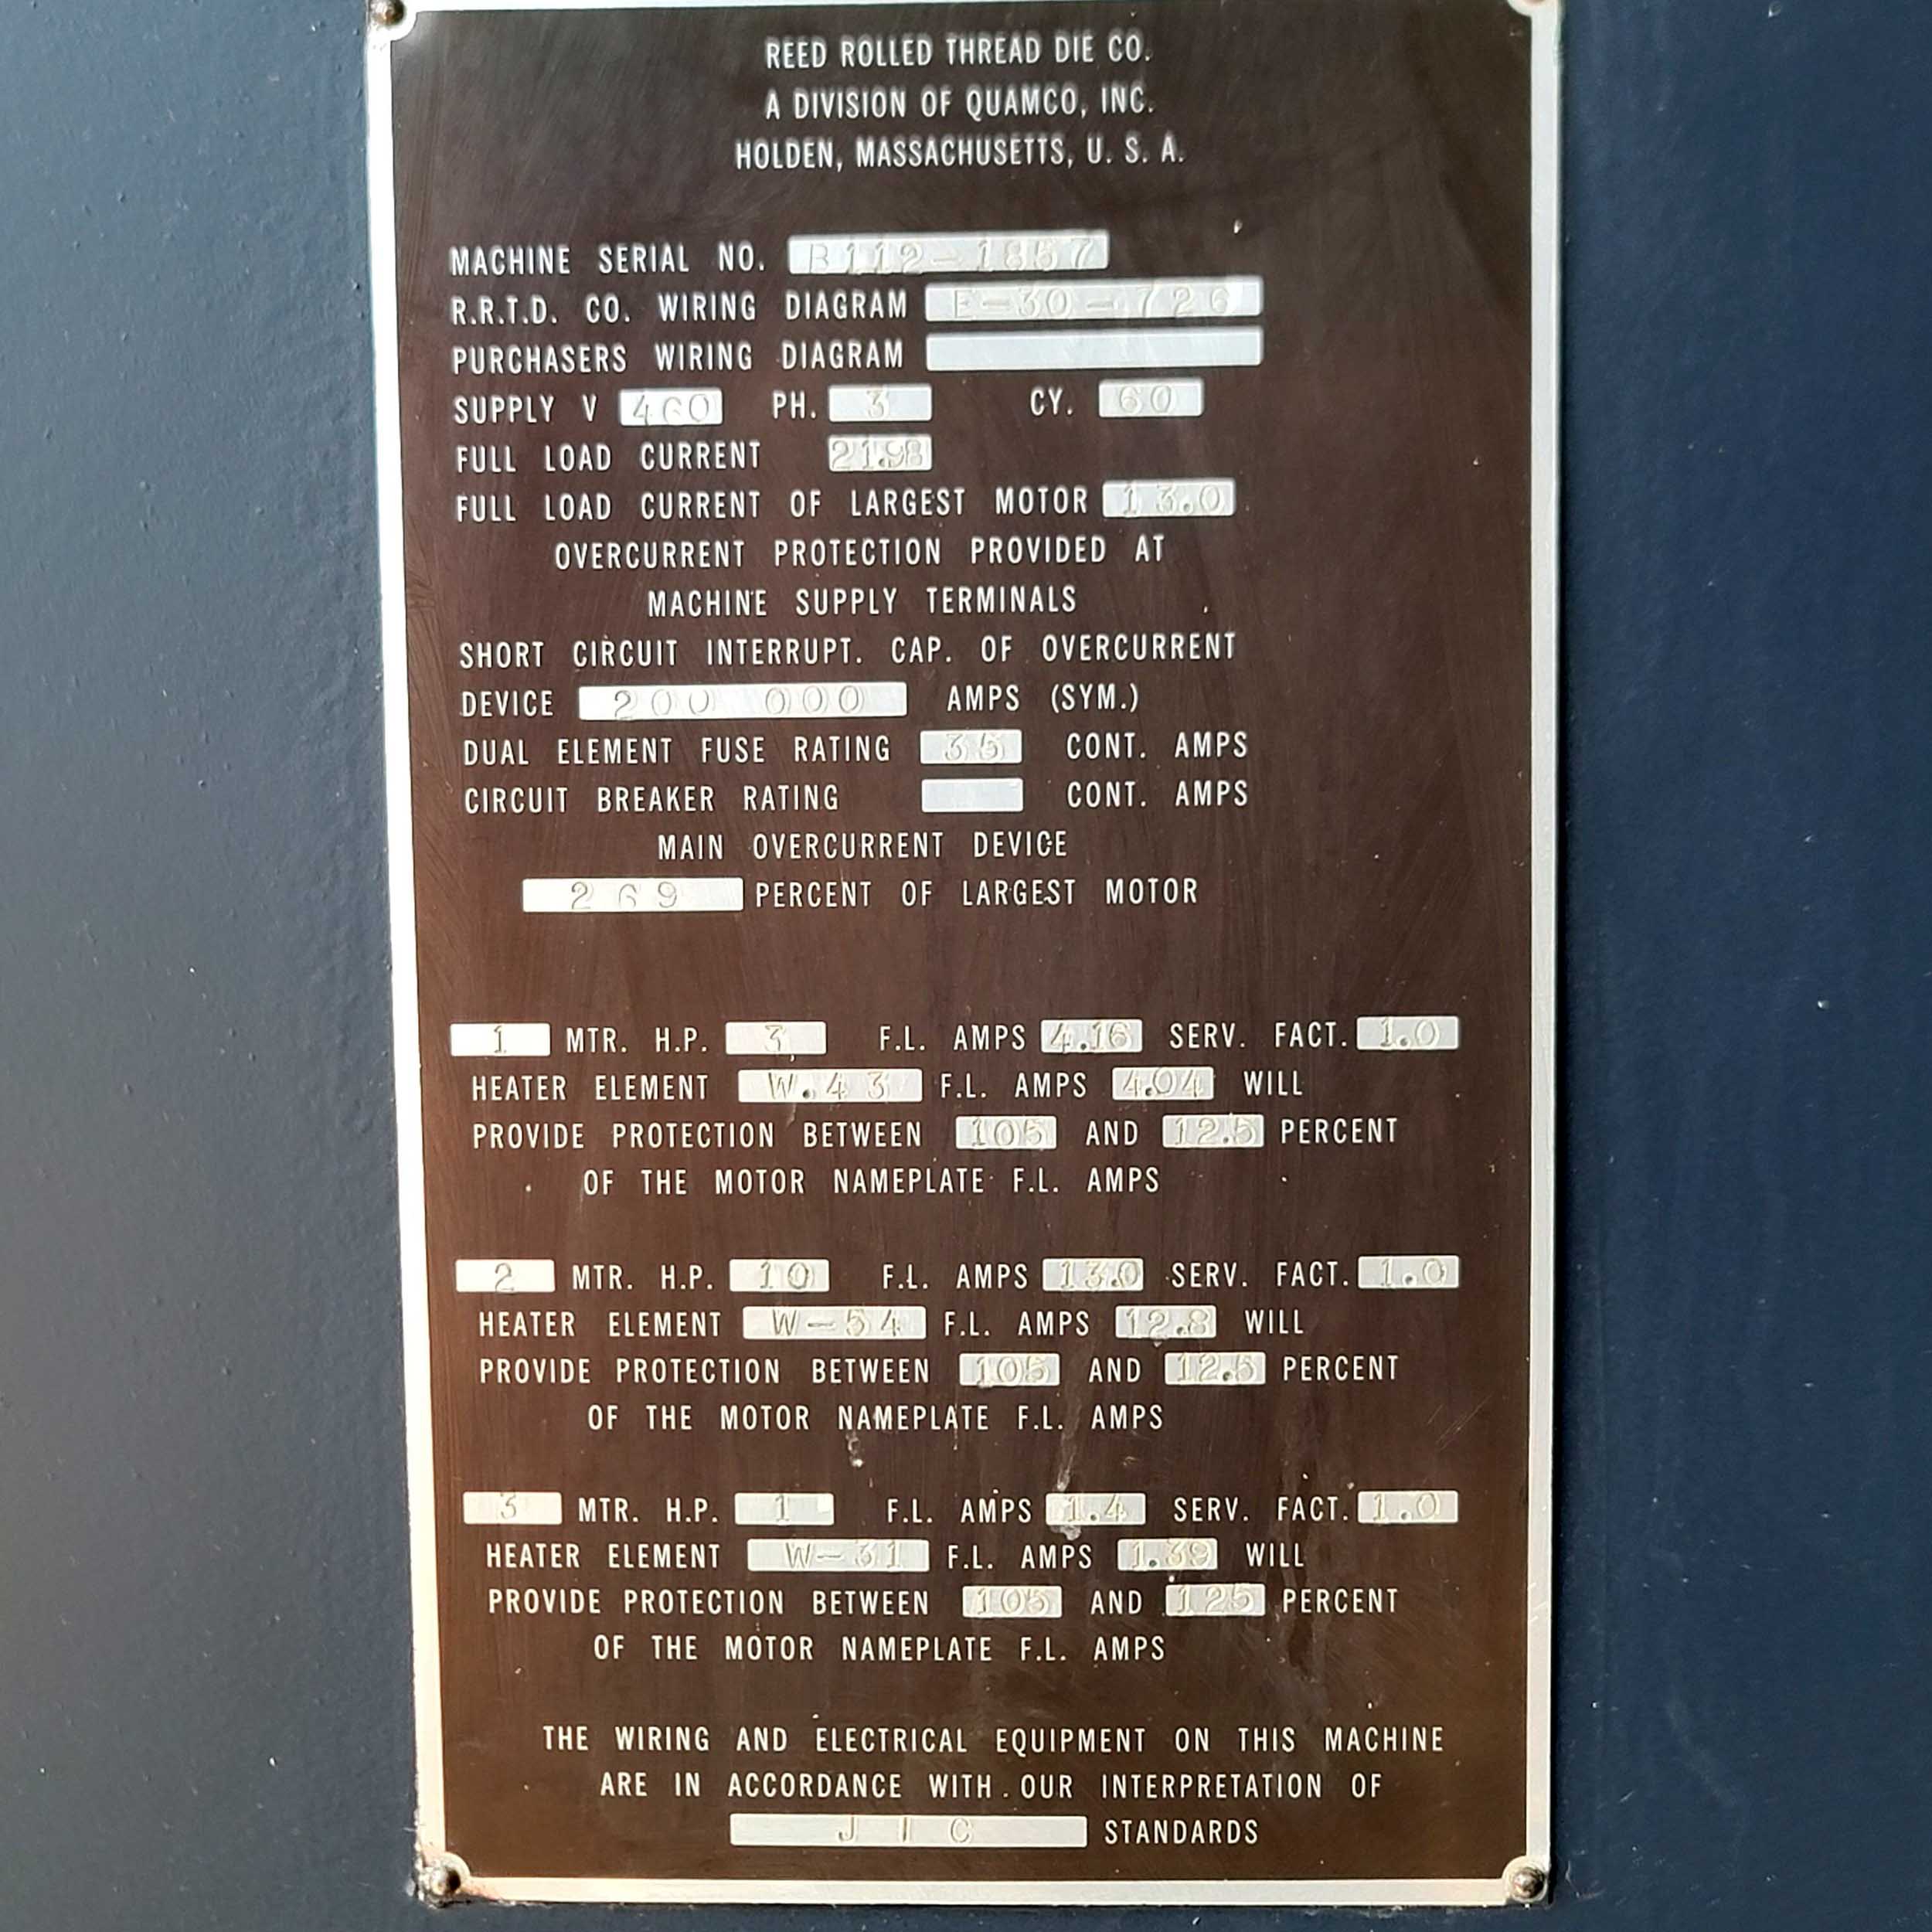 REED ROLLED THREAD DIE CO.
A DIVISION OF QUAMCO, INC.
HOLDEN, MASSACHUSETTS, U. S. A.
MACHINE SERIAL NO. B112-1857
R.R.T.D. CO. WIRING DIAGRAM E-30-726
PURCHASERS WIRING DIAGRAM
SUPPLY V 460 PH. 3 CY. 60
FULL LOAD CURRENT 21.98
FULL LOAD CURRENT OF LARGEST MOTOR 13.0
OVERCURRENT PROTECTION PROVIDED AT
MACHINE SUPPLY TERMINALS
SHORT CIRCUIT INTERRUPT. CAP. OF OVERCURRENT
DEVICE 200 000 AMPS (SYM.)
DUAL ELEMENT FUSE RATING 35 CONT. AMPS
CIRCUIT BREAKER RATING CONT. AMPS
MAIN OVERCURRENT DEVICE
269 PERCENT OF LARGEST MOTOR
1 MTR. H.P. 3 F.L. AMPS 4.16 SERV. FACT. 1.0
HEATER ELEMENT W.43 F.L. AMPS 4.04 WILL
PROVIDE PROTECTION BETWEEN 105 AND 12.5 PERCENT
OF THE MOTOR NAMEPLATE F.L. AMPS
2 MTR. H.P. 10 F.L. AMPS 13.0 SERV. FACT. 1.0
HEATER ELEMENT W-54 F.L. AMPS 12.8 WILL
PROVIDE PROTECTION BETWEEN 105 AND 12.5 PERCENT
OF THE MOTOR NAMEPLATE F.L. AMPS
3 MTR. H.P. 1 F.L. AMPS 1.4 SERV. FACT. 1.0
HEATER ELEMENT W-31 F.L. AMPS 1.39 WILL
PROVIDE PROTECTION BETWEEN 105 AND 125 PERCENT
OF THE MOTOR NAMEPLATE F.L. AMPS
THE WIRING AND ELECTRICAL EQUIPMENT ON THIS MACHINE
ARE IN ACCORDANCE WITH OUR INTERPRETATION OF
J I C STANDARDS